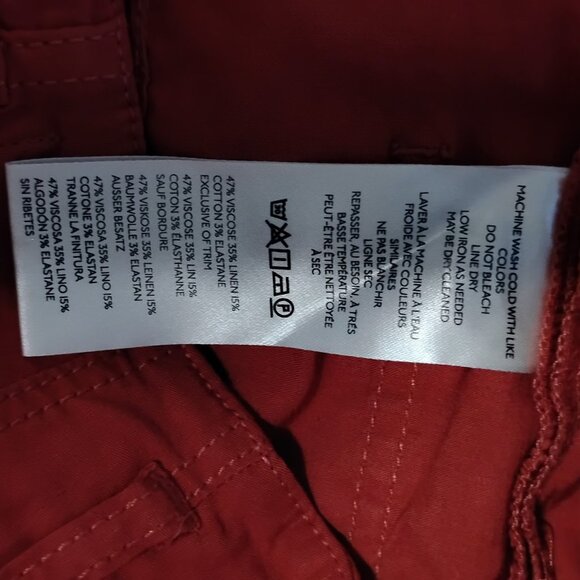 MACHINE WASH COLD WITH LIKE
COLORS
DO NOT BLEACH
LINE DRY
LOW IRON AS NEEDED
MAY BE DRY CLEANED
LAVER À LA MACHINE À L'EAU
FROIDE AVEC COULEURS
SIMILAIRES
NE PAS BLANCHIR
LIGNE SEC
REPASSER, AU BESOIN, À TRÈS
BASSE TEMPÉRATURE
PEUT-ÊTRE ÊTRE NETTOYÉE
À SEC
P
47% VISCOSE 35% LINEN 15%
COTTON 3% ELASTANE
EXCLUSIVE OF TRIM
47% VISCOSE 35% LIN 15%
COTON 3% ÉLASTHANNE
SAUF BORDURE
47% VISKOSE 35% LEINEN 15%
BAUMWOLLE 3% ELASTAN
AUSSER BESATZ
47% VISCOSA 35% LINO 15%
COTONE 3% ELASTAN
TRANNE LA FINITURA
47% VISCOSA 35% LINO 15%
ALGODÓN 3% ELASTANE
SIN RIBETES